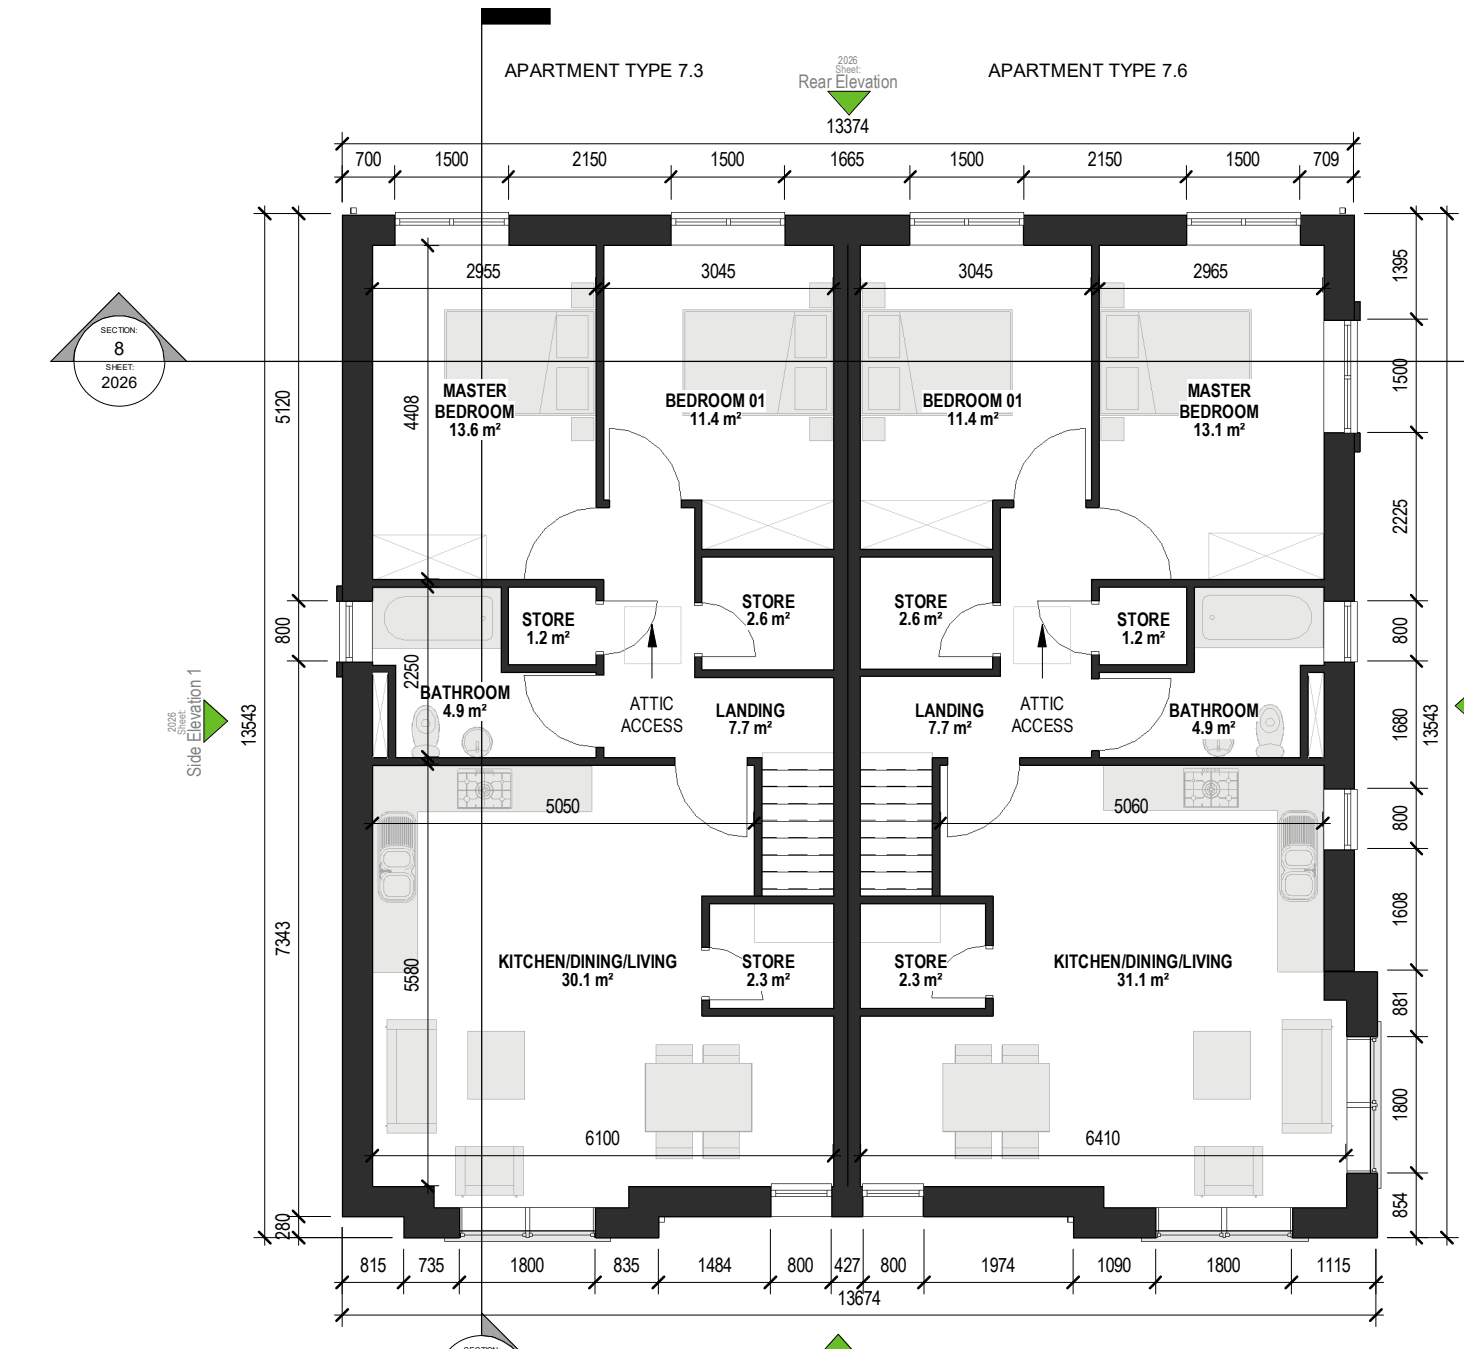 APARTMENT TYPE 7.3
2026
Sheet:
Rear Elevation
APARTMENT TYPE 7.6
13374
700
1500
2150
1500
1665
1500
2150
1500
709
2955
3045
3045
2965
SECTION:
8
SHEET:
2026
5120
800
7343
280
13543
2026
Sheet:
Side Elevation 1
4408
2250
5580
MASTER
BEDROOM
13.6 m²
BEDROOM 01
11.4 m²
BEDROOM 01
11.4 m²
MASTER
BEDROOM
13.1 m²
STORE
1.2 m²
STORE
2.6 m²
STORE
2.6 m²
STORE
1.2 m²
BATHROOM
4.9 m²
ATTIC
ACCESS
LANDING
7.7 m²
LANDING
7.7 m²
ATTIC
ACCESS
BATHROOM
4.9 m²
5050
5060
KITCHEN/DINING/LIVING
30.1 m²
STORE
2.3 m²
STORE
2.3 m²
KITCHEN/DINING/LIVING
31.1 m²
6100
6410
1395
1500
2225
800
1680
800
1608
881
1800
854
13543
815
735
1800
835
1484
800
427
800
1974
1090
1800
1115
13674
SECTION: